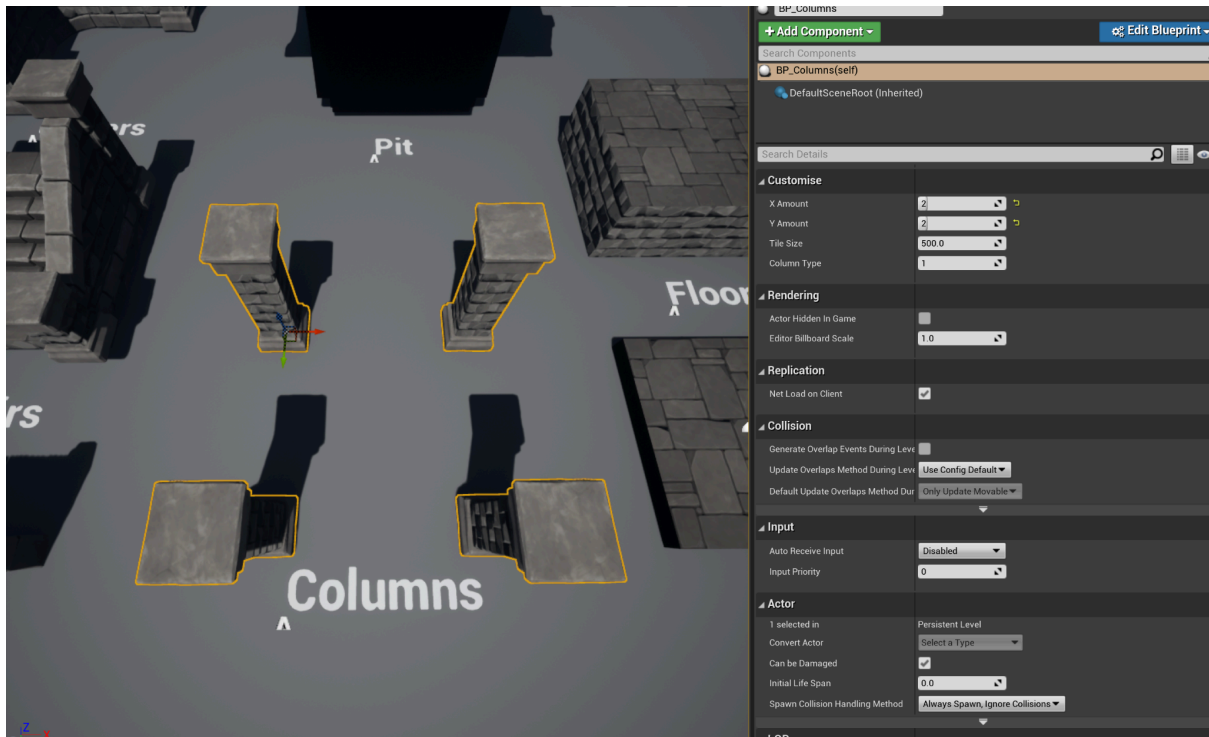 BP_Columns
+ Add Component
Edit Blueprint
Search Components
BP_Columns(self)
DefaultSceneRoot (Inherited)
Search Details
Customise
X Amount 2
Y Amount 2
Tile Size 500.0
Column Type 1
Rendering
Actor Hidden In Game
Editor Billboard Scale 1.0
Replication
Net Load on Client
Collision
Generate Overlap Events During Leve
Update Overlaps Method During Leve Use Config Default
Default Update Overlaps Method Dur Only Update Movable
Input
Auto Receive Input Disabled
Input Priority 0
Actor
1 selected in Persistent Level
Convert Actor Select a Type
Can be Damaged
Initial Life Span 0.0
Spawn Collision Handling Method Always Spawn, Ignore Collisions
Pit
Floor
rs
Columns
Z